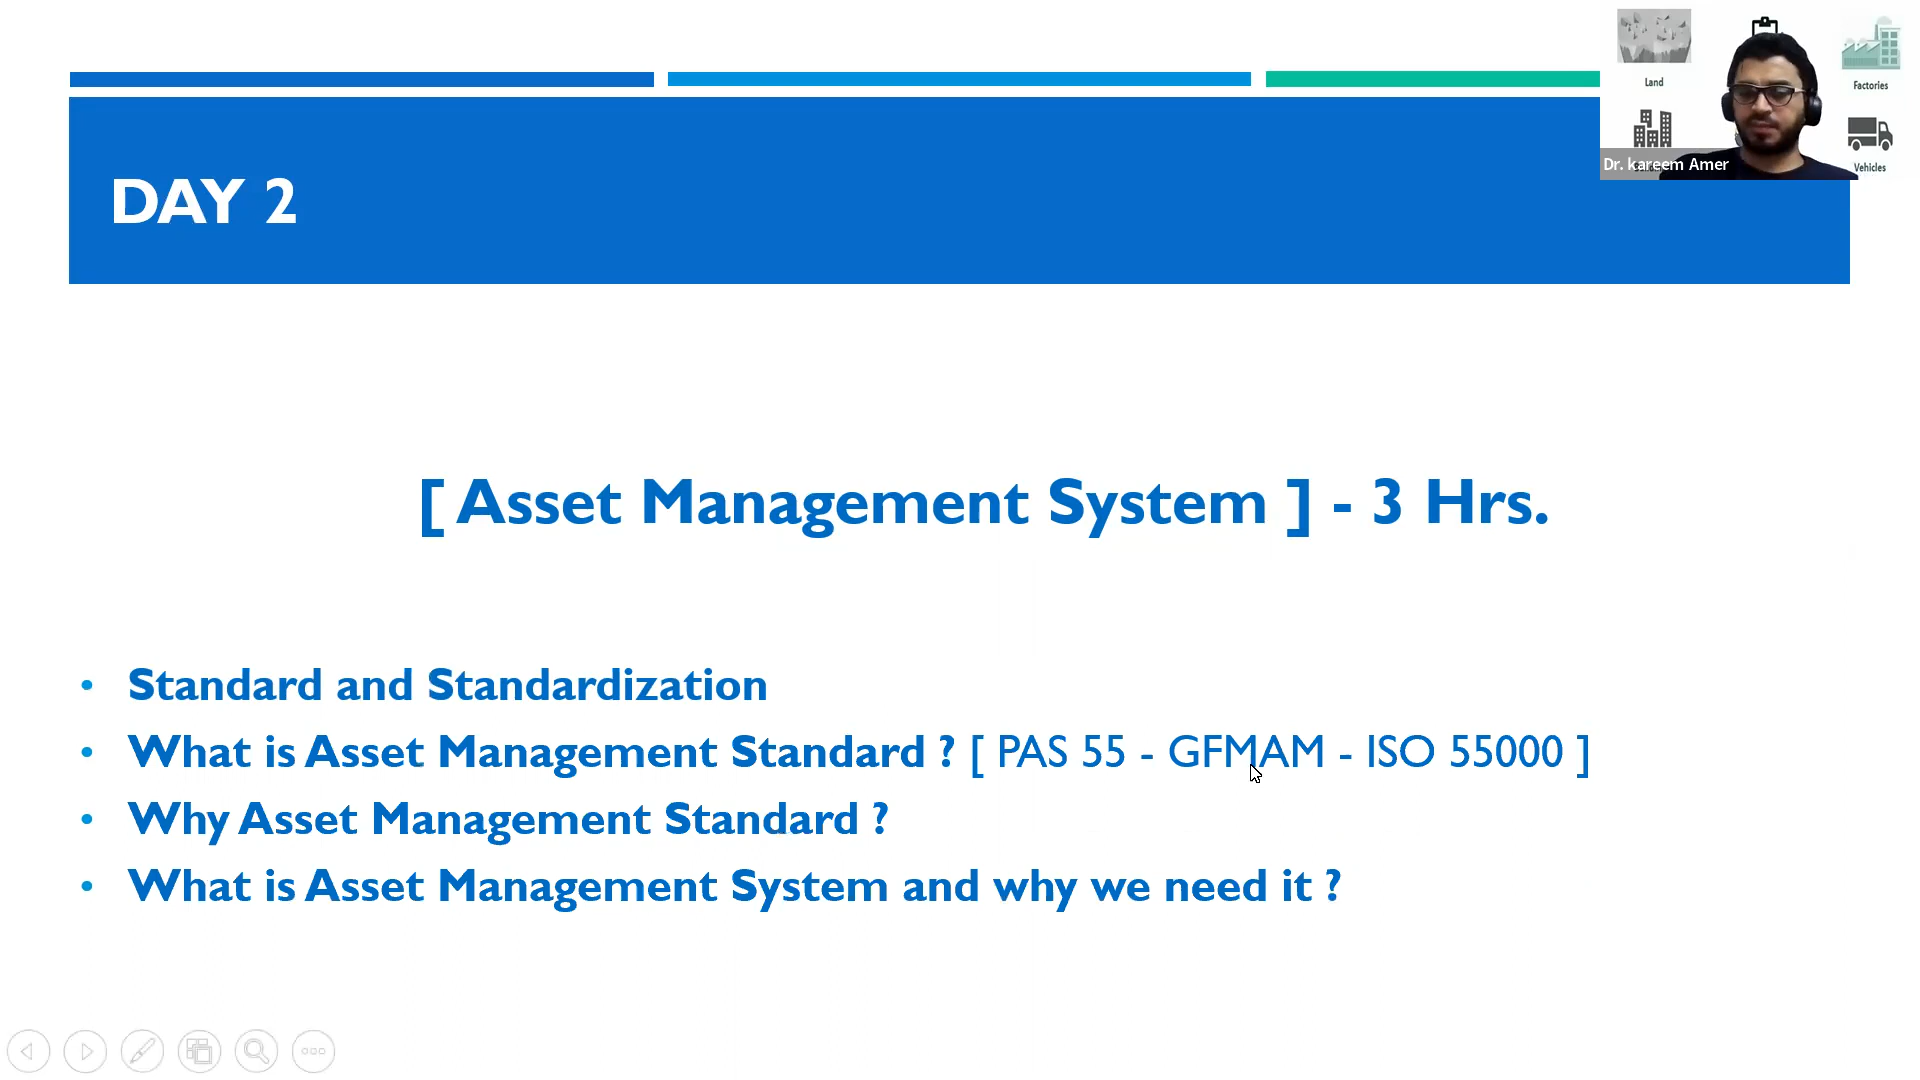 Land
Factories
Vehicles
Dr. kareem Amer
DAY 2
[ Asset Management System ] - 3 Hrs.
• Standard and Standardization
• What is Asset Management Standard ? [ PAS 55 - GFMAM - ISO 55000 ]
• Why Asset Management Standard ?
• What is Asset Management System and why we need it ?